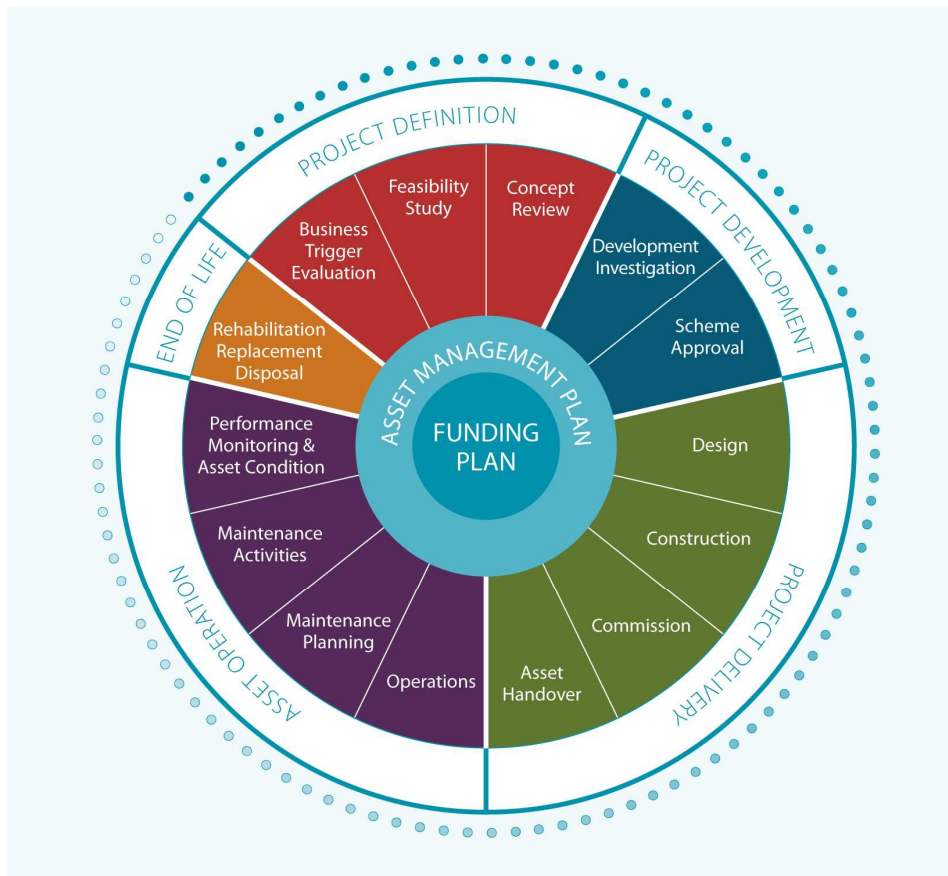 PROJECT DEFINITION
Business
Trigger
Evaluation
Feasibility
Study
Concept
Review
PROJECT DEVELOPMENT
Development
Investigation
Scheme
Approval
PROJECT DELIVERY
Design
Construction
Commission
Asset
Handover
ASSET OPERATION
Operations
Maintenance
Planning
Maintenance
Activities
Performance
Monitoring &
Asset Condition
END OF LIFE
Rehabilitation
Replacement
Disposal
ASSET MANAGEMENT PLAN
FUNDING
PLAN